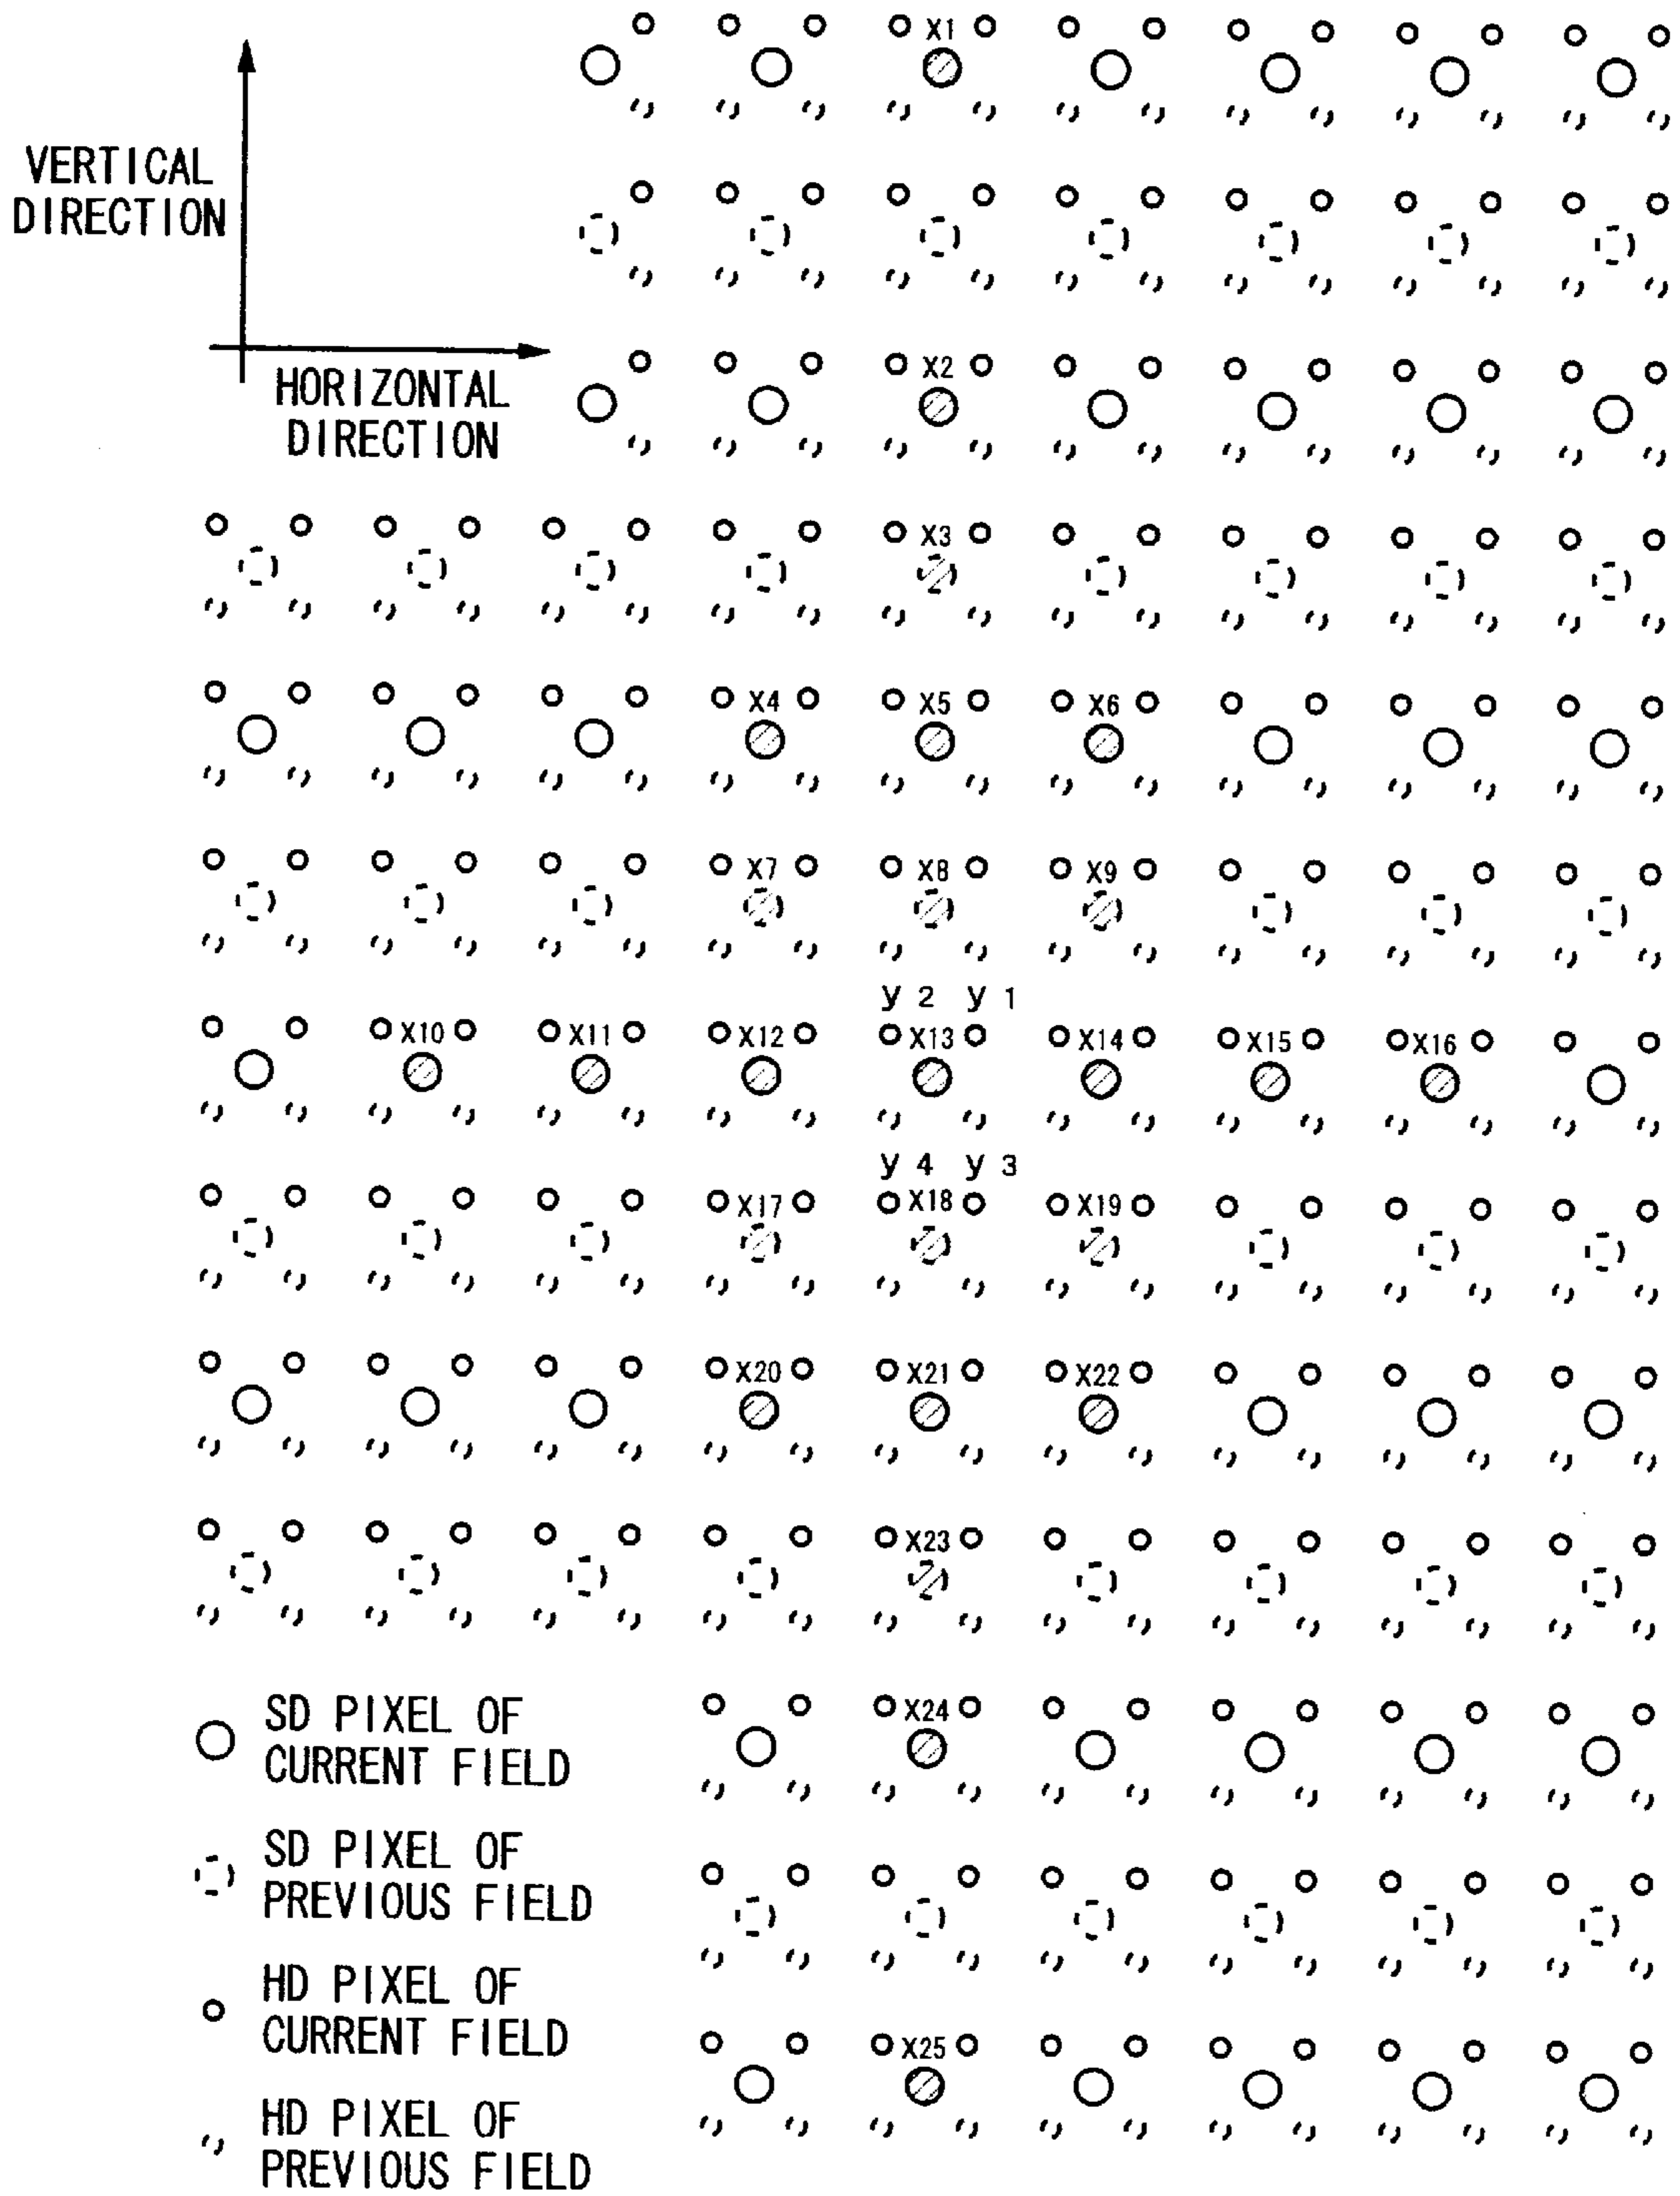 X1
VERTICAL
DIRECTION
X2
HORIZONTAL
DIRECTION
X3
X4 X5 X6
X7 X8 X9
y 2 y 1
X10 X11 X12 X13 X14 X15 X16
y 4 y 3
X17 X18 X19
X20 X21 X22
X23
X24
SD PIXEL OF
CURRENT FIELD
SD PIXEL OF
PREVIOUS FIELD
HD PIXEL OF
CURRENT FIELD
X25
HD PIXEL OF
PREVIOUS FIELD